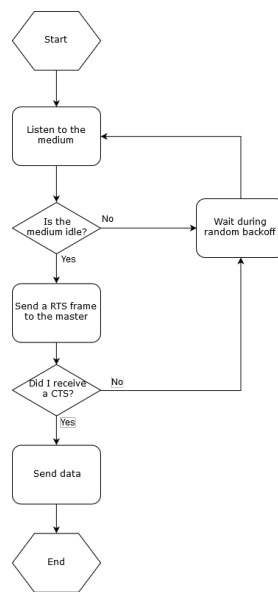 Start
Listen to the
medium
Is the
medium idle?
No
Wait during
random backoff
Yes
Send a RTS frame
to the master
Did I receive
a CTS?
No
Yes
Send data
End